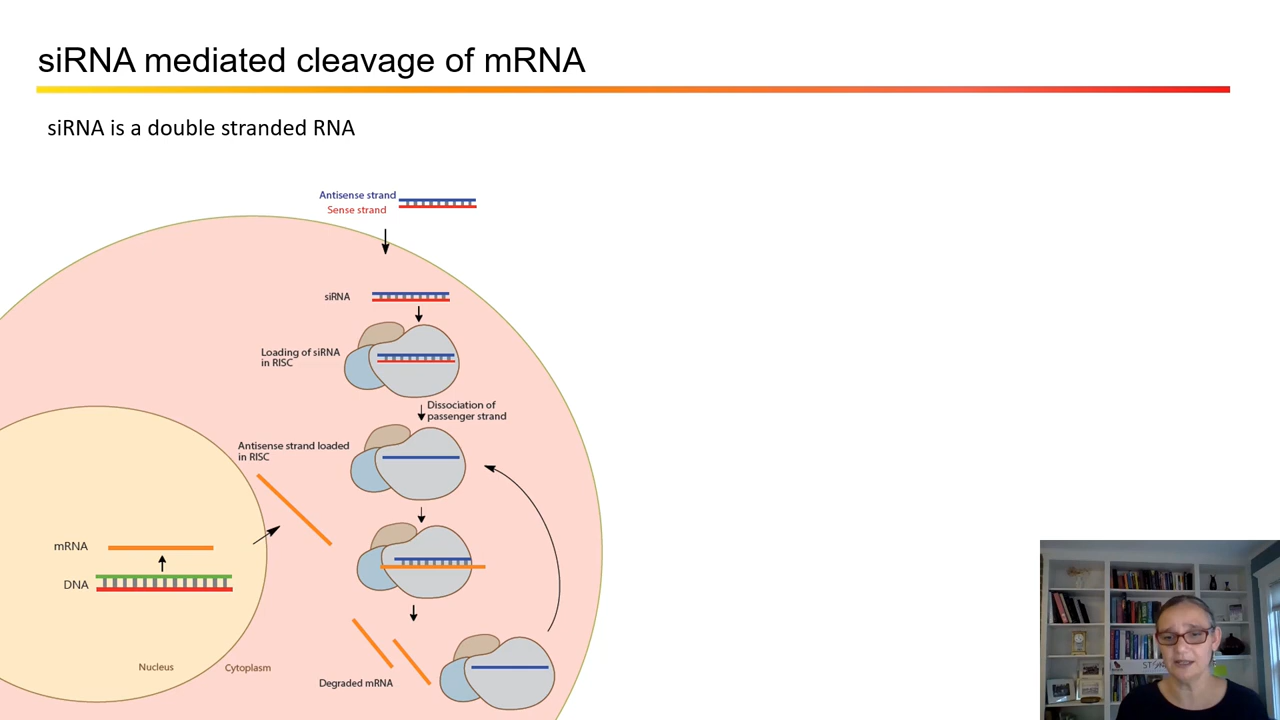 siRNA mediated cleavage of mRNA
siRNA is a double stranded RNA
Antisense strand
Sense strand
siRNA
Loading of siRNA
in RISC
Dissociation of
passenger strand
Antisense strand loaded
in RISC
mRNA
DNA
Nucleus
Cytoplasm
Degraded mRNA